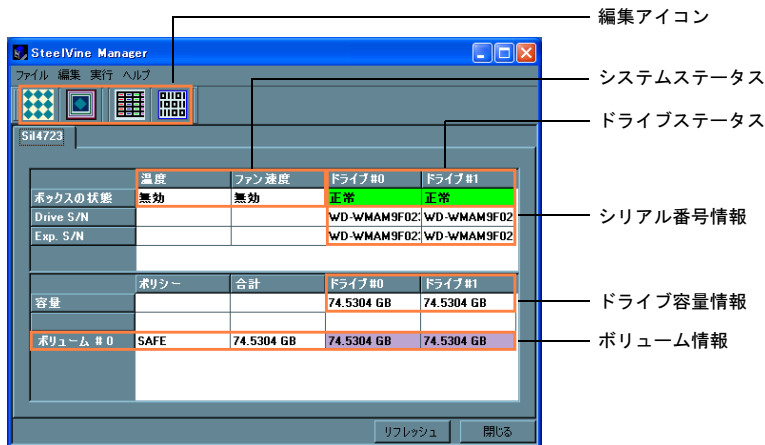 編集アイコン
SteelVine Manager
ファイル 編集 実行 ヘルプ
システムステータス
ドライブステータス
Sil4723
温度 ファン速度 ドライブ#0 ドライブ#1
ボックスの状態 無効 無効 正常 正常
Drive S/N WD-WMAM9F02 WD-WMAM9F02
シリアル番号情報
Exp. S/N WD-WMAM9F02 WD-WMAM9F02
ポリシー 合計 ドライブ#0 ドライブ#1
容量 74.5304 GB 74.5304 GB
ドライブ容量情報
ボリューム #0 SAFE 74.5304 GB 74.5304 GB 74.5304 GB
ボリューム情報
リフレッシュ 閉じる